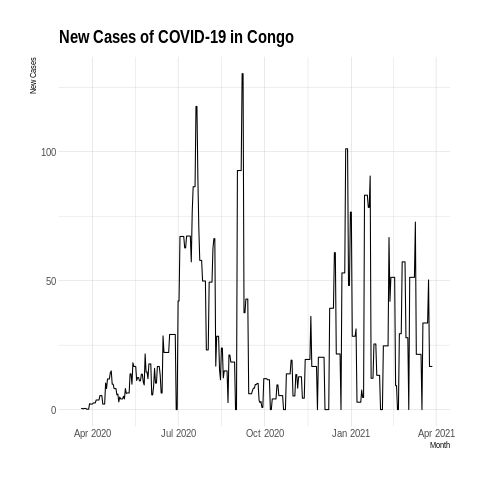 New Cases of COVID-19 in Congo
New Cases
100
50
0
Apr 2020 Jul 2020 Oct 2020 Jan 2021 Apr 2021
Month